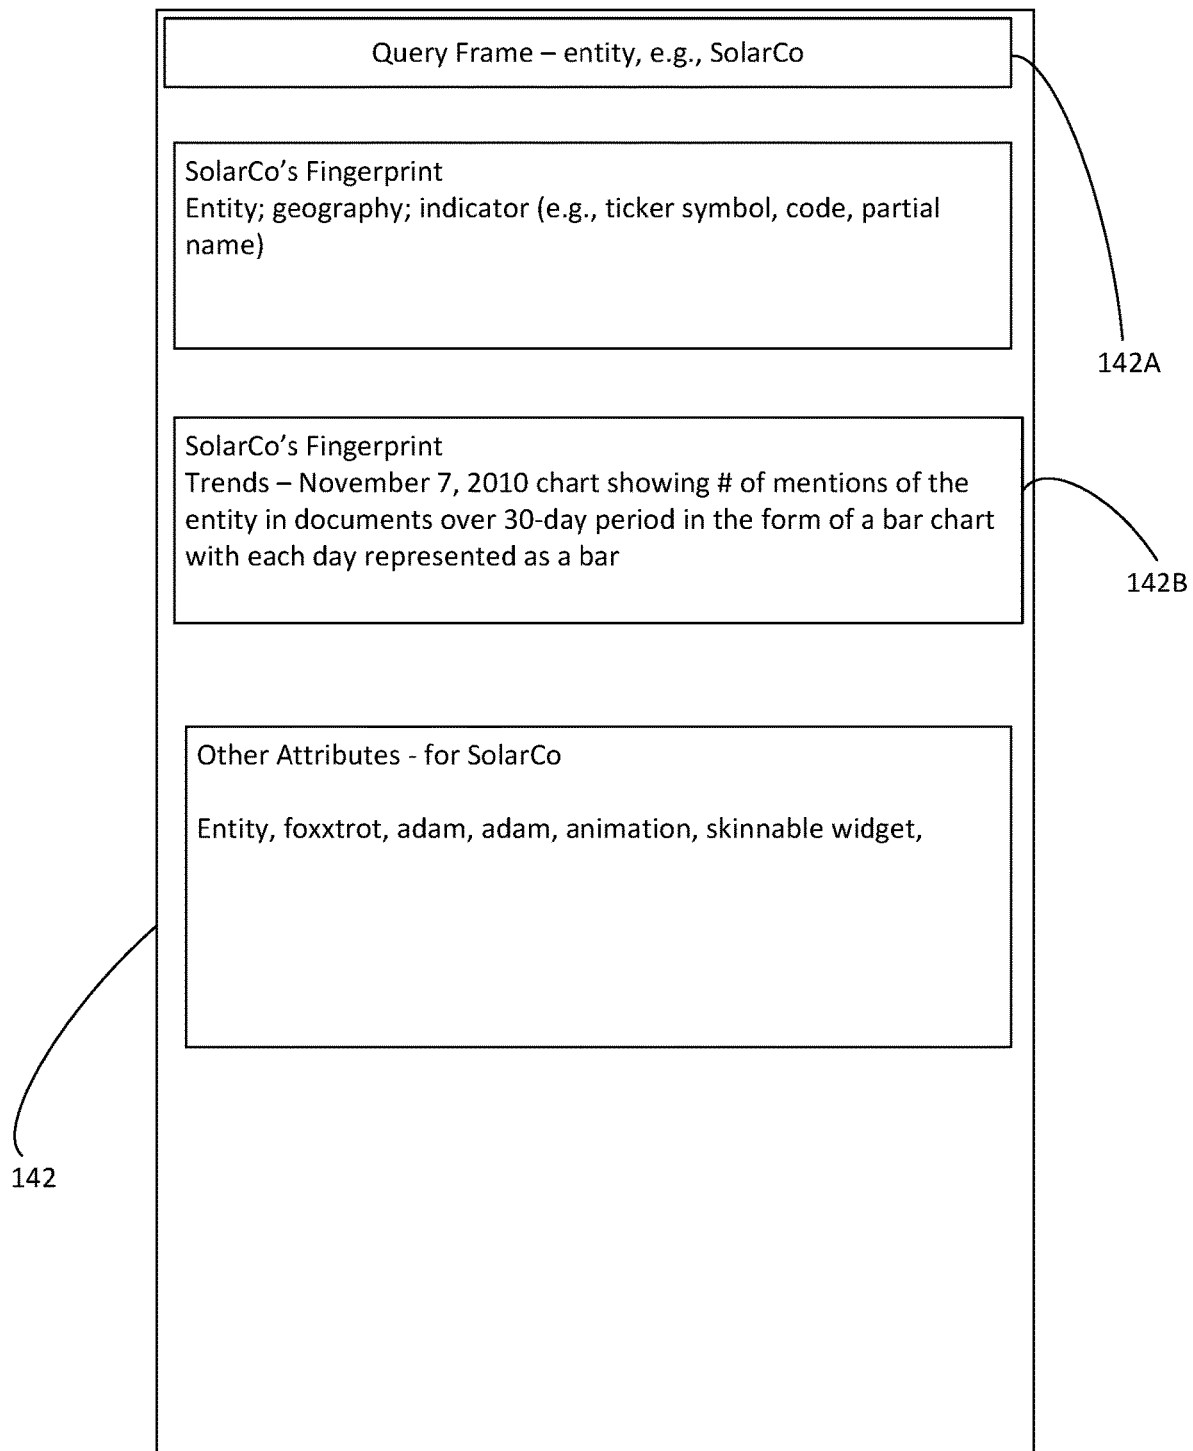 Query Frame – entity, e.g., SolarCo
SolarCo’s Fingerprint
Entity; geography; indicator (e.g., ticker symbol, code, partial
name)
142A
SolarCo’s Fingerprint
Trends – November 7, 2010 chart showing # of mentions of the
entity in documents over 30-day period in the form of a bar chart
with each day represented as a bar
142B
Other Attributes - for SolarCo
Entity, foxxtrot, adam, adam, animation, skinnable widget,
142